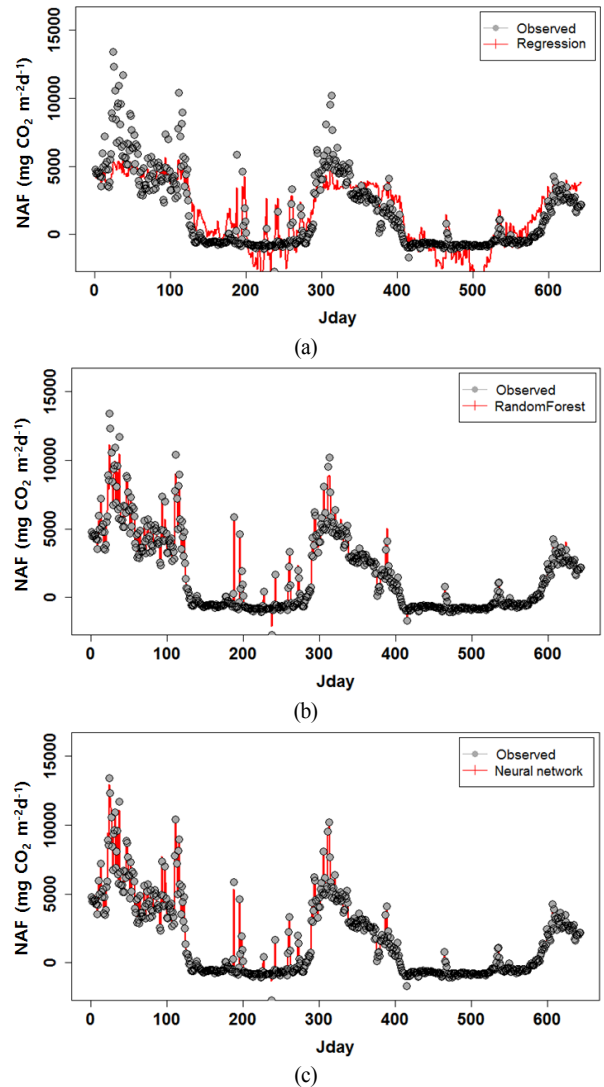 15000
10000
5000
0
NAF (mg CO₂ m⁻²d⁻¹)
Observed
Regression
0 100 200 300 400 500 600
Jday
(a)
15000
10000
5000
0
NAF (mg CO₂ m⁻²d⁻¹)
Observed
RandomForest
0 100 200 300 400 500 600
Jday
(b)
15000
10000
5000
0
NAF (mg CO₂ m⁻²d⁻¹)
Observed
Neural network
0 100 200 300 400 500 600
Jday
(c)